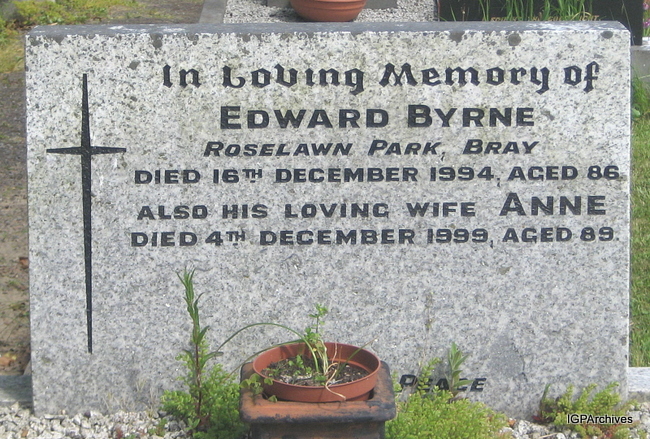 In Loving Memory of
EDWARD BYRNE
ROSELAWN PARK, BRAY
DIED 16TH DECEMBER 1994, AGED 86.
ALSO HIS LOVING WIFE ANNE
DIED 4TH DECEMBER 1999, AGED 89.
PEACE
IGPArchives